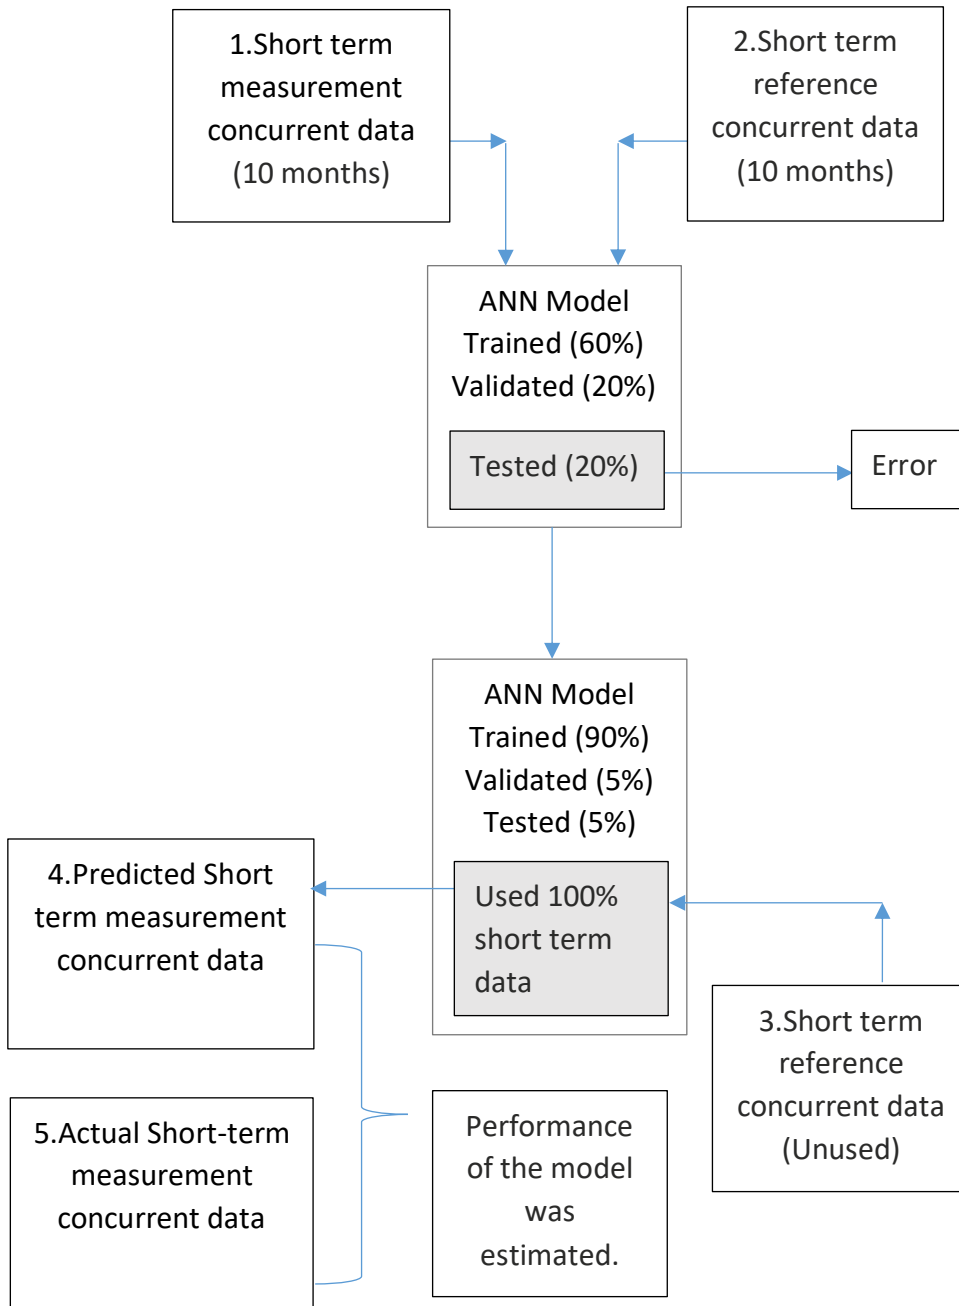 1.Short term
measurement
concurrent data
(10 months)
2.Short term
reference
concurrent data
(10 months)
ANN Model
Trained (60%)
Validated (20%)
Tested (20%)
Error
ANN Model
Trained (90%)
Validated (5%)
Tested (5%)
Used 100%
short term
data
4.Predicted Short
term measurement
concurrent data
3.Short term
reference
concurrent data
(Unused)
5.Actual Short-term
measurement
concurrent data
Performance
of the model
was
estimated.